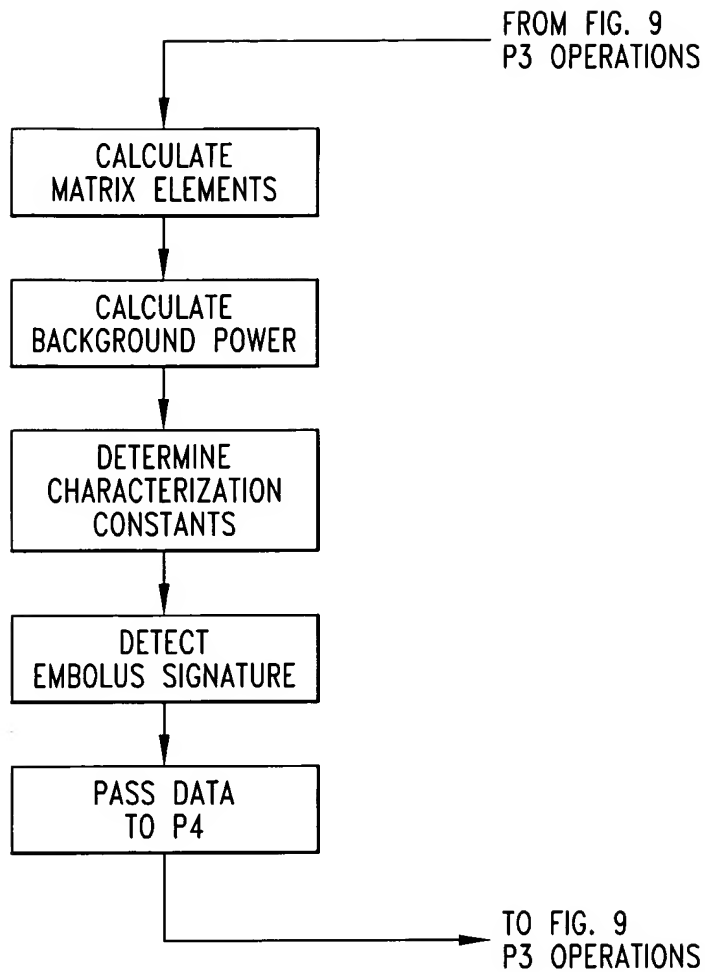 FROM FIG. 9
P3 OPERATIONS
CALCULATE
MATRIX ELEMENTS
CALCULATE
BACKGROUND POWER
DETERMINE
CHARACTERIZATION
CONSTANTS
DETECT
EMBOLUS SIGNATURE
PASS DATA
TO P4
TO FIG. 9
P3 OPERATIONS